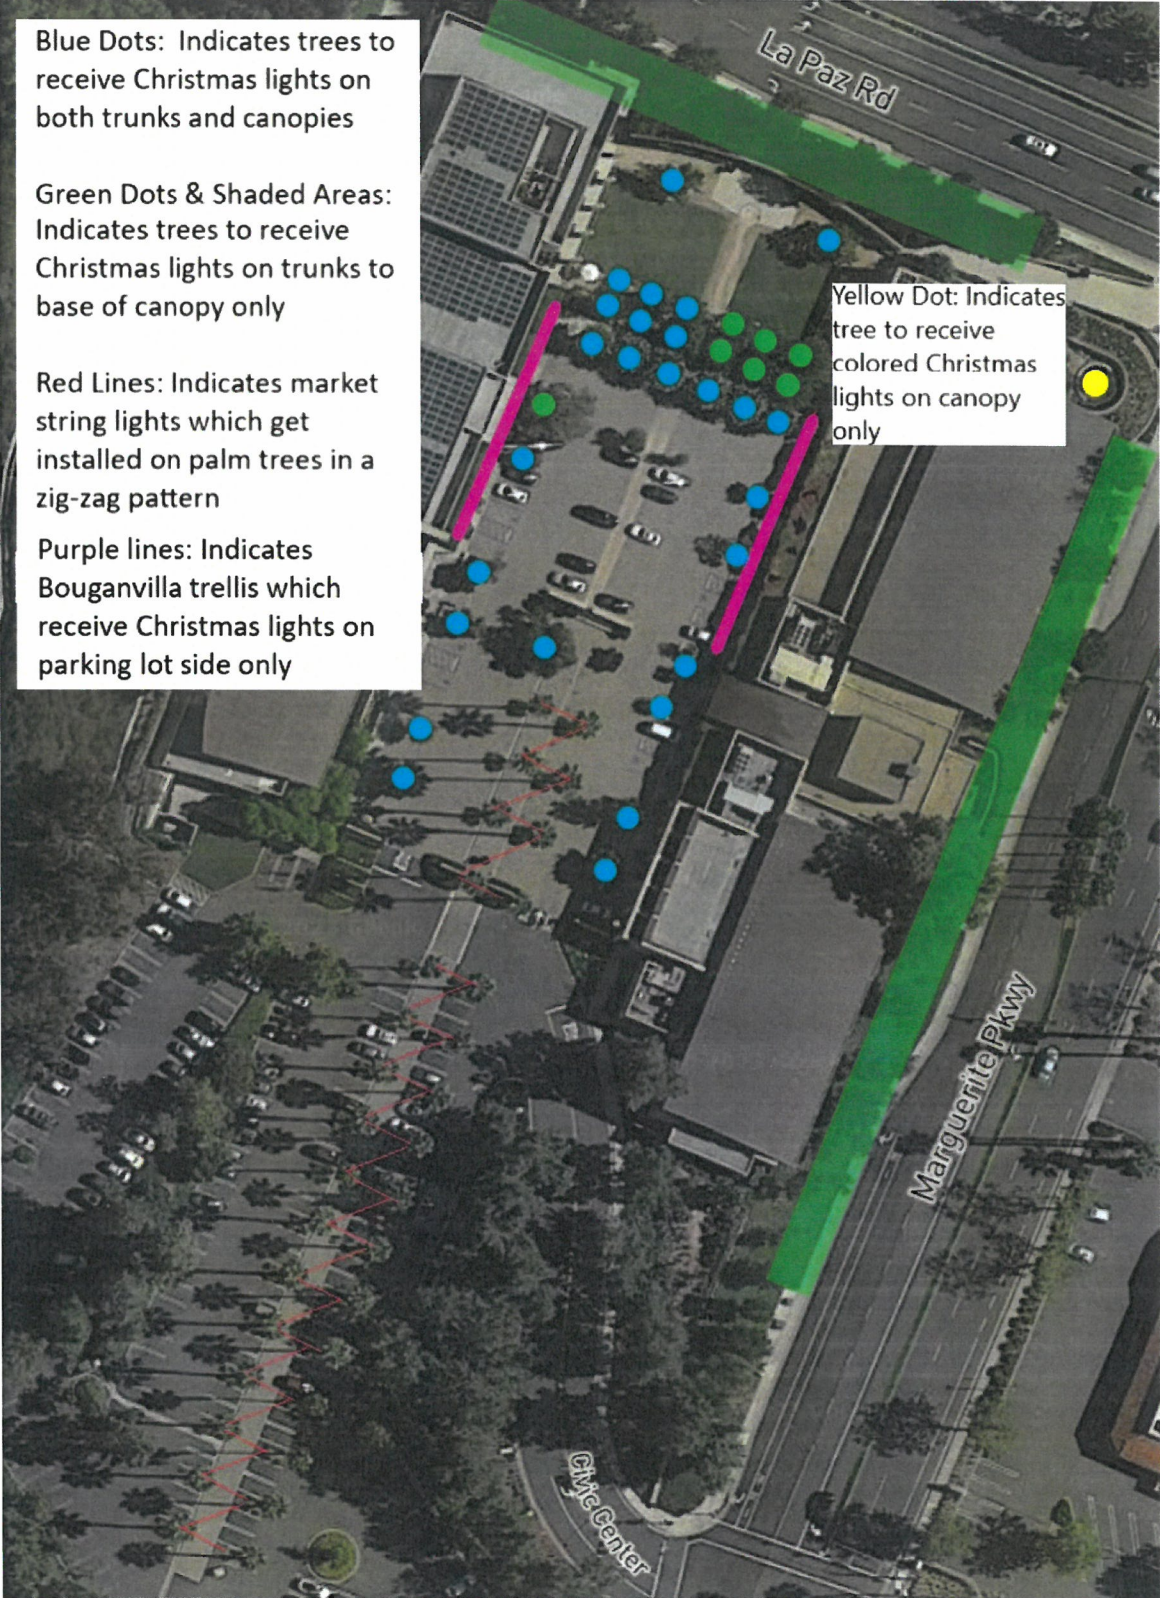 Blue Dots: Indicates trees to
receive Christmas lights on
both trunks and canopies
Green Dots & Shaded Areas:
Indicates trees to receive
Christmas lights on trunks to
base of canopy only
Red Lines: Indicates market
string lights which get
installed on palm trees in a
zig-zag pattern
Purple lines: Indicates
Bouganvilla trellis which
receive Christmas lights on
parking lot side only
La Paz Rd
Yellow Dot: Indicates
tree to receive
colored Christmas
lights on canopy
only
Marguerite Pkwy
Civic Center